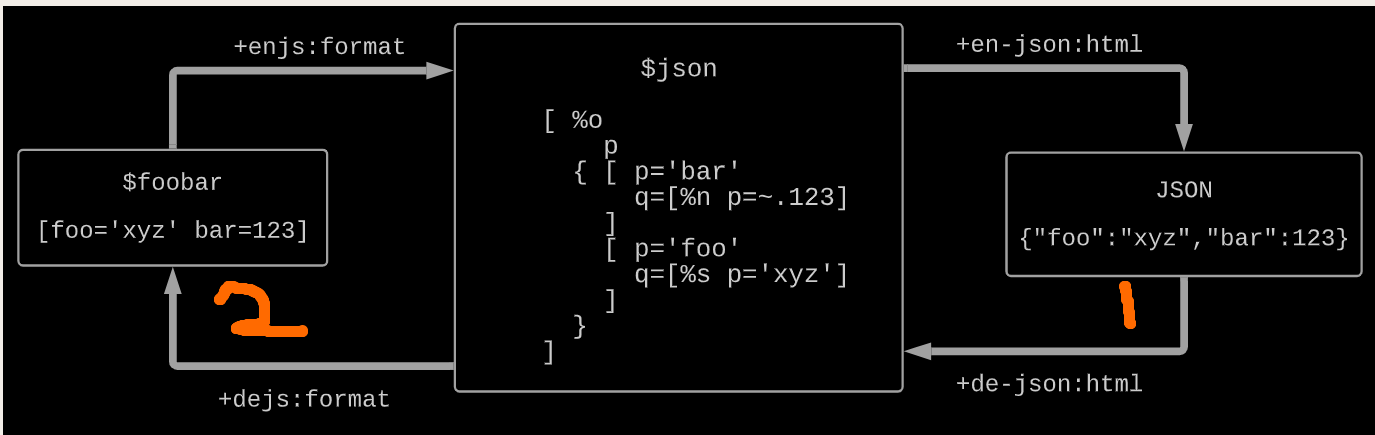 +enjs:format
+en-json:html
$json
[ %o
p
{ [ p='bar'
q=[%n p=~.123]
]
[ p='foo'
q=[%s p='xyz']
]
}
]
$foobar
[foo='xyz' bar=123]
JSON
{"foo":"xyz","bar":123}
2
1
+dejs:format
+de-json:html